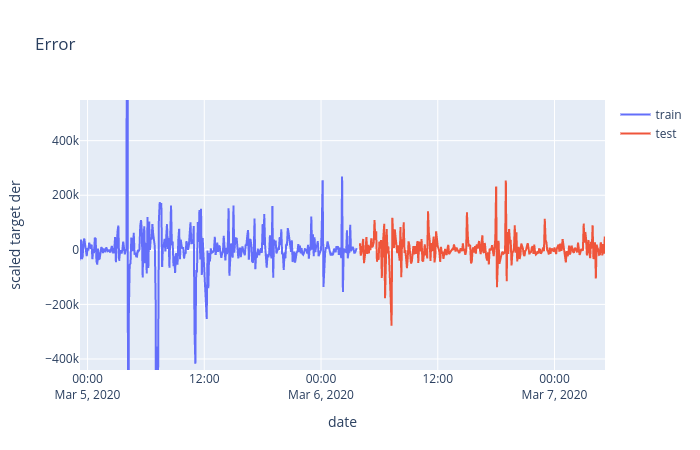 Error
train
test
scaled target der
400k
200k
0
−200k
−400k
00:00
Mar 5, 2020
12:00
00:00
Mar 6, 2020
12:00
00:00
Mar 7, 2020
date